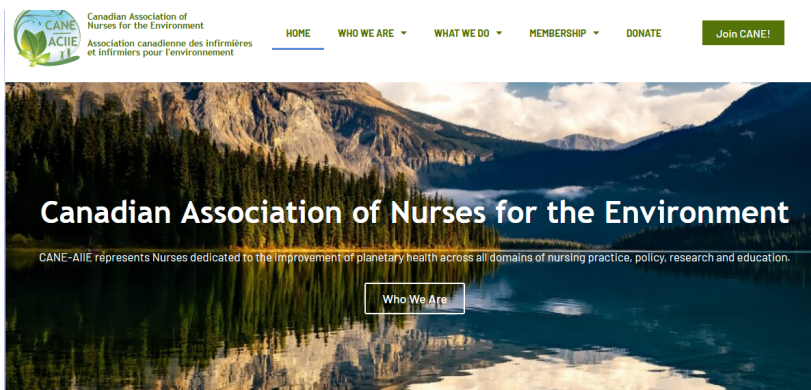 CANE
ACIIE
Canadian Association of
Nurses for the Environment
Association canadienne des infirmières
et infirmiers pour l'environnement
HOME
WHO WE ARE
WHAT WE DO
MEMBERSHIP
DONATE
Join CANE!
Canadian Association of Nurses for the Environment
CANE-AIIE represents Nurses dedicated to the improvement of planetary health across all domains of nursing practice, policy, research and education.
Who We Are